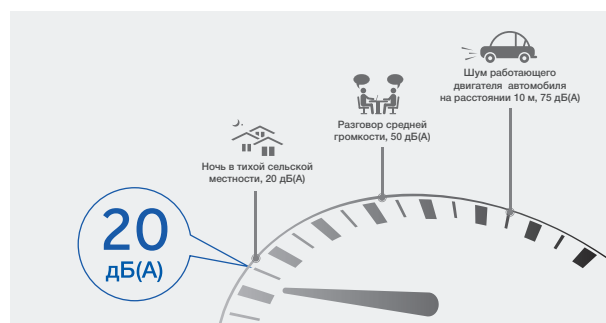 Шум работающего
двигателя автомобиля
на расстоянии 10 м, 75 дБ(А)
Разговор средней
громкости, 50 дБ(А)
Ночь в тихой сельской
местности, 20 дБ(А)
20
дБ(А)